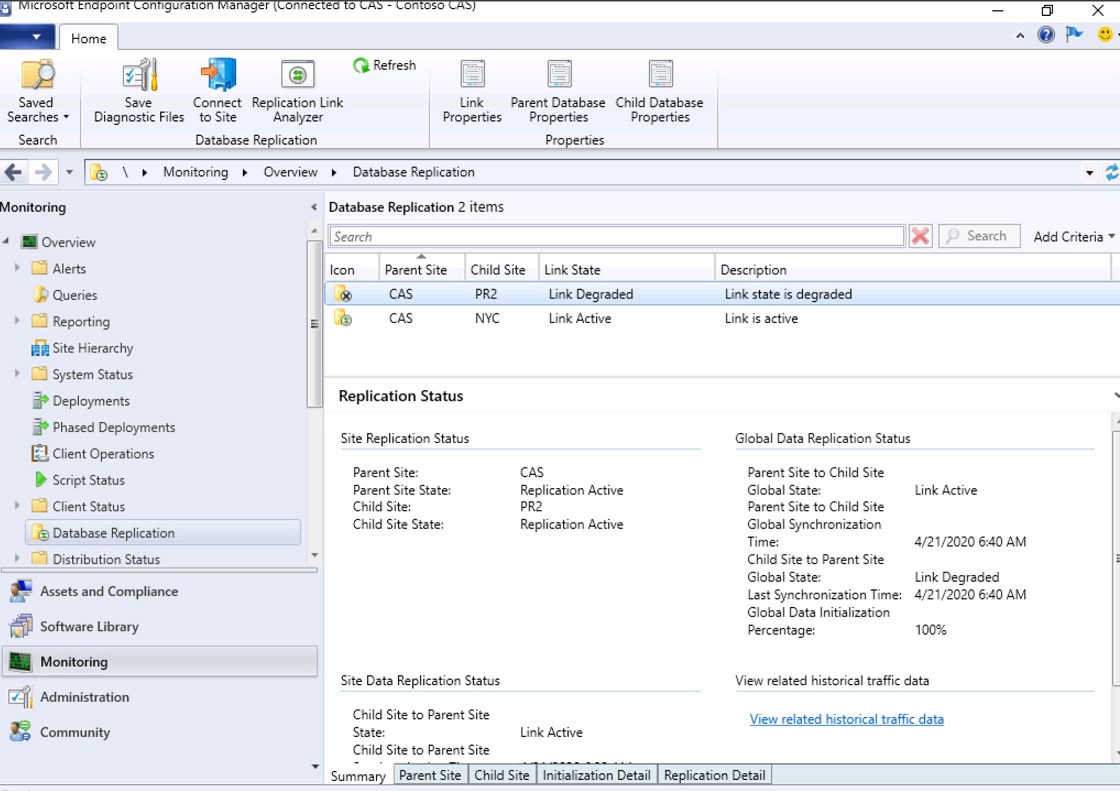 Microsoft Endpoint Configuration Manager (Connected to CAS - Contoso CAS)
Home
Saved Searches
Save Diagnostic Files
Connect to Site
Replication Link Analyzer
Refresh
Link Properties
Parent Database Properties
Child Database Properties
Search
Database Replication
Properties
\ Monitoring Overview Database Replication
Monitoring
Overview
Alerts
Queries
Reporting
Site Hierarchy
System Status
Deployments
Phased Deployments
Client Operations
Script Status
Client Status
Database Replication
Distribution Status
Assets and Compliance
Software Library
Monitoring
Administration
Community
Database Replication 2 items
Search
Search
Add Criteria
Icon Parent Site Child Site Link State Description
CAS PR2 Link Degraded Link state is degraded
CAS NYC Link Active Link is active
Replication Status
Site Replication Status
Parent Site: CAS
Parent Site State: Replication Active
Child Site: PR2
Child Site State: Replication Active
Global Data Replication Status
Parent Site to Child Site
Global State: Link Active
Parent Site to Child Site
Global Synchronization
Time: 4/21/2020 6:40 AM
Child Site to Parent Site
Global State: Link Degraded
Last Synchronization Time: 4/21/2020 6:40 AM
Global Data Initialization
Percentage: 100%
Site Data Replication Status
Child Site to Parent Site
State: Link Active
Child Site to Parent Site
View related historical traffic data
View related historical traffic data
Summary Parent Site Child Site Initialization Detail Replication Detail